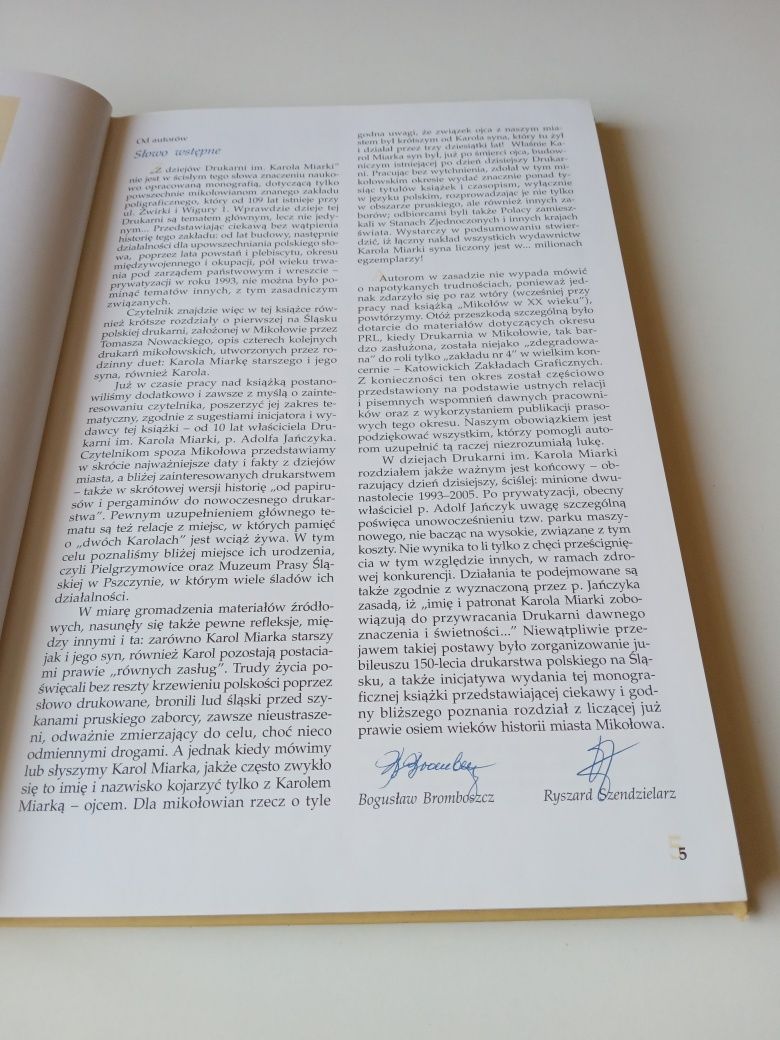 Od autorów
Słowo wstępne
„Z dziejów Drukarni im. Karola Miarki”
nie jest w ścisłym tego słowa znaczeniu nauko-
wo opracowaną monografią, dotyczącą tylko
powszechnie mikołowianom znanego zakładu
poligraficznego, który od 109 lat istnieje przy
ul. Żwirki i Wigury 1. Wprawdzie dzieje tej
Drukarni są tematem głównym, lecz nie jedy-
nym... Przedstawiając ciekawą bez wątpienia
historię tego zakładu: od lat budowy, następnie
działalności dla upowszechniania polskiego sło-
wa, poprzez lata powstań i plebiscytu, okresu
międzywojennego i okupacji, pół wieku trwa-
nia pod zarządem państwowym i wreszcie –
prywatyzacji w roku 1993, nie można było po-
minąć tematów innych, z tym zasadniczym
związanych.
Czytelnik znajdzie więc w tej książce rów-
nież krótsze rozdziały o pierwszej na Śląsku
polskiej drukarni, założonej w Mikołowie przez
Tomasza Nowackiego, opis czterech kolejnych
drukarń mikołowskich, utworzonych przez ro-
dzinny duet: Karola Miarkę starszego i jego
syna, również Karola.
Już w czasie pracy nad książką postano-
wiliśmy dodatkowo i zawsze z myślą o zainte-
resowaniu czytelnika, poszerzyć jej zakres te-
matyczny, zgodnie z sugestiami inicjatora i wy-
dawcy tej książki – od 10 lat właściciela Dru-
karni im. Karola Miarki, p. Adolfa Jańczyka.
Czytelnikom spoza Mikołowa przedstawiamy
w skrócie najważniejsze daty i fakty z dziejów
miasta, a bliżej zainteresowanych drukarstwem
– także w skrótowej wersji historię „od papiru-
sów i pergaminów do nowoczesnego drukar-
stwa”. Pewnym uzupełnieniem głównego te-
matu są też relacje z miejsc, w których pamięć
o „dwóch Karolach” jest wciąż żywa. W tym
celu poznaliśmy bliżej miejsce ich urodzenia,
czyli Pielgrzymowice oraz Muzeum Prasy Ślą-
skiej w Pszczynie, w którym wiele śladów ich
działalności.
W miarę gromadzenia materiałów źródło-
wych, nasunęły się także pewne refleksje, mię-
dzy innymi i ta: zarówno Karol Miarka starszy
jak i jego syn, również Karol pozostają postacia-
mi prawie „równych zasług”. Trudy życia po-
święcali bez reszty krzewieniu polskości poprzez
słowo drukowane, bronili lud śląski przed szy-
kanami pruskiego zaborcy, zawsze nieustrasze-
ni, odważnie zmierzający do celu, choć nieco
odmiennymi drogami. A jednak kiedy mówimy
lub słyszymy Karol Miarka, jakże często zwykło
się to imię i nazwisko kojarzyć tylko z Karolem
Miarką – ojcem. Dla mikołowian rzecz o tyle
godna uwagi, że związek ojca z naszym mia-
stem był krótszym od Karola syna, który tu żył
i działał przez trzy dziesiątki lat! Właśnie Ka-
rol Miarka syn był, już po śmierci ojca, budow-
niczym istniejącej po dzień dzisiejszy Drukar-
ni. Pracując bez wytchnienia, zdołał w tym mi-
kołowskim okresie wydać znacznie ponad ty-
siąc tytułów książek i czasopism, wyłącznie
w języku polskim, rozprowadzając je nie tylko
w obszarze pruskiego, ale również innych za-
borów; odbiorcami byli także Polacy zamiesz-
kali w Stanach Zjednoczonych i innych krajach
świata. Wystarczy w podsumowaniu stwier-
dzić, iż łączny nakład wszystkich wydawnictw
Karola Miarki syna liczony jest w... milionach
egzemplarzy!
Autorom w zasadzie nie wypada mówić
o napotykanych trudnościach, ponieważ jed-
nak zdarzyło się po raz wtóry (wcześniej przy
pracy nad książką „Mikołów w XX wieku”),
powtórzymy. Otóż przeszkodą szczególną było
dotarcie do materiałów dotyczących okresu
PRL, kiedy Drukarnia w Mikołowie, tak bar-
dzo zasłużona, została niejako „zdegradowa-
na” do roli tylko „zakładu nr 4” w wielkim kon-
cernie – Katowickich Zakładach Graficznych.
Z konieczności ten okres został częściowo
przedstawiony na podstawie ustnych relacji
i pisemnych wspomnień dawnych pracowni-
ków oraz z wykorzystaniem publikacji praso-
wych tego okresu. Naszym obowiązkiem jest
podziękować wszystkim, którzy pomogli auto-
rom uzupełnić tą raczej niezrozumiałą lukę.
W dziejach Drukarni im. Karola Miarki
rozdziałem jakże ważnym jest końcowy – ob-
razujący dzień dzisiejszy, ściślej: minione dwu-
nastolecie 1993–2005. Po prywatyzacji, obecny
właściciel p. Adolf Jańczyk uwagę szczególną
poświęca unowocześnieniu tzw. parku maszy-
nowego, nie bacząc na wysokie, związane z tym
koszty. Nie wynika to li tylko z chęci prześcignię-
cia w tym względzie innych, w ramach zdro-
wej konkurencji. Działania te podejmowane są
także zgodnie z wyznaczoną przez p. Jańczyka
zasadą, iż „imię i patronat Karola Miarki zobo-
wiązują do przywracania Drukarni dawnego
znaczenia i świetności...” Niewątpliwie prze-
jawem takiej postawy było zorganizowanie ju-
bileuszu 150-lecia drukarstwa polskiego na Ślą-
sku, a także inicjatywa wydania tej monogra-
ficznej książki przedstawiającej ciekawy i god-
ny bliższego poznania rozdział z liczącej już
prawie osiem wieków historii miasta Mikołowa.
Bogusław Bromboszcz
Ryszard Szendzielarz
5